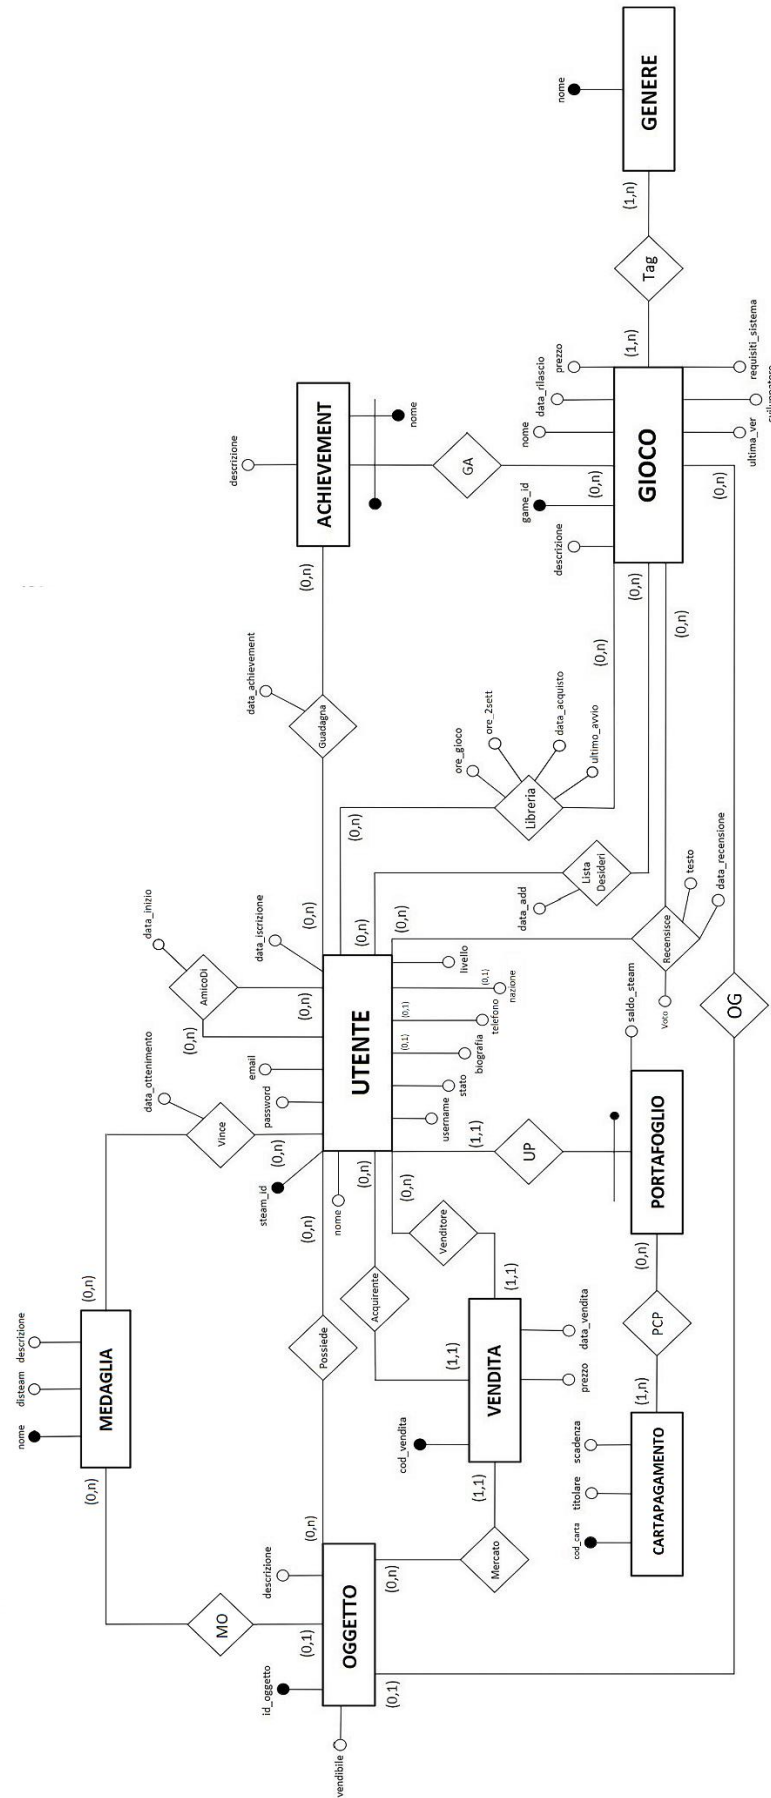 nome
disteam
descrizione
MEDAGLIA
(0,n)
(0,n)
data_ottenimento
data_inizio
MO
Vince
AmicoDi
(0,n)
data_iscrizione
email
password
steam_id
(0,n)
(0,n)
data_achievement
descrizione
id_oggetto
descrizione
(0,1)
(0,n)
OGGETTO
vendibile
(0,1)
(0,n)
Possiede
(0,n)
nome
UTENTE
(0,n)
Guadagna
(0,n)
ACHIEVEMENT
nome
(0,n)
(0,n)
(0,n)
(0,n)
(0,n)
username
stato
biografia
(0,1)
telefono
(0,1)
nazione
(0,1)
livello
Acquirente
Venditore
(1,1)
(1,1)
(1,1)
cod_vendita
VENDITA
prezzo
data_vendita
Mercato
(1,1)
UP
ore_gioco
ore_2sett
data_acquisto
ultimo_avvio
Libreria
(0,n)
data_add
Lista
Desideri
GA
(0,n)
descrizione
game_id
nome
data_rilascio
prezzo
GIOCO
(0,n)
(0,n)
(0,n)
ultima_ver
requisiti_sistema
(1,n)
Tag
(1,n)
nome
GENERE
cod_carta
titolare
scadenza
CARTAPAGAMENTO
(1,n)
PCP
(0,n)
PORTAFOGLIO
saldo_steam
Voto
Recensisce
testo
data_recensione
OG